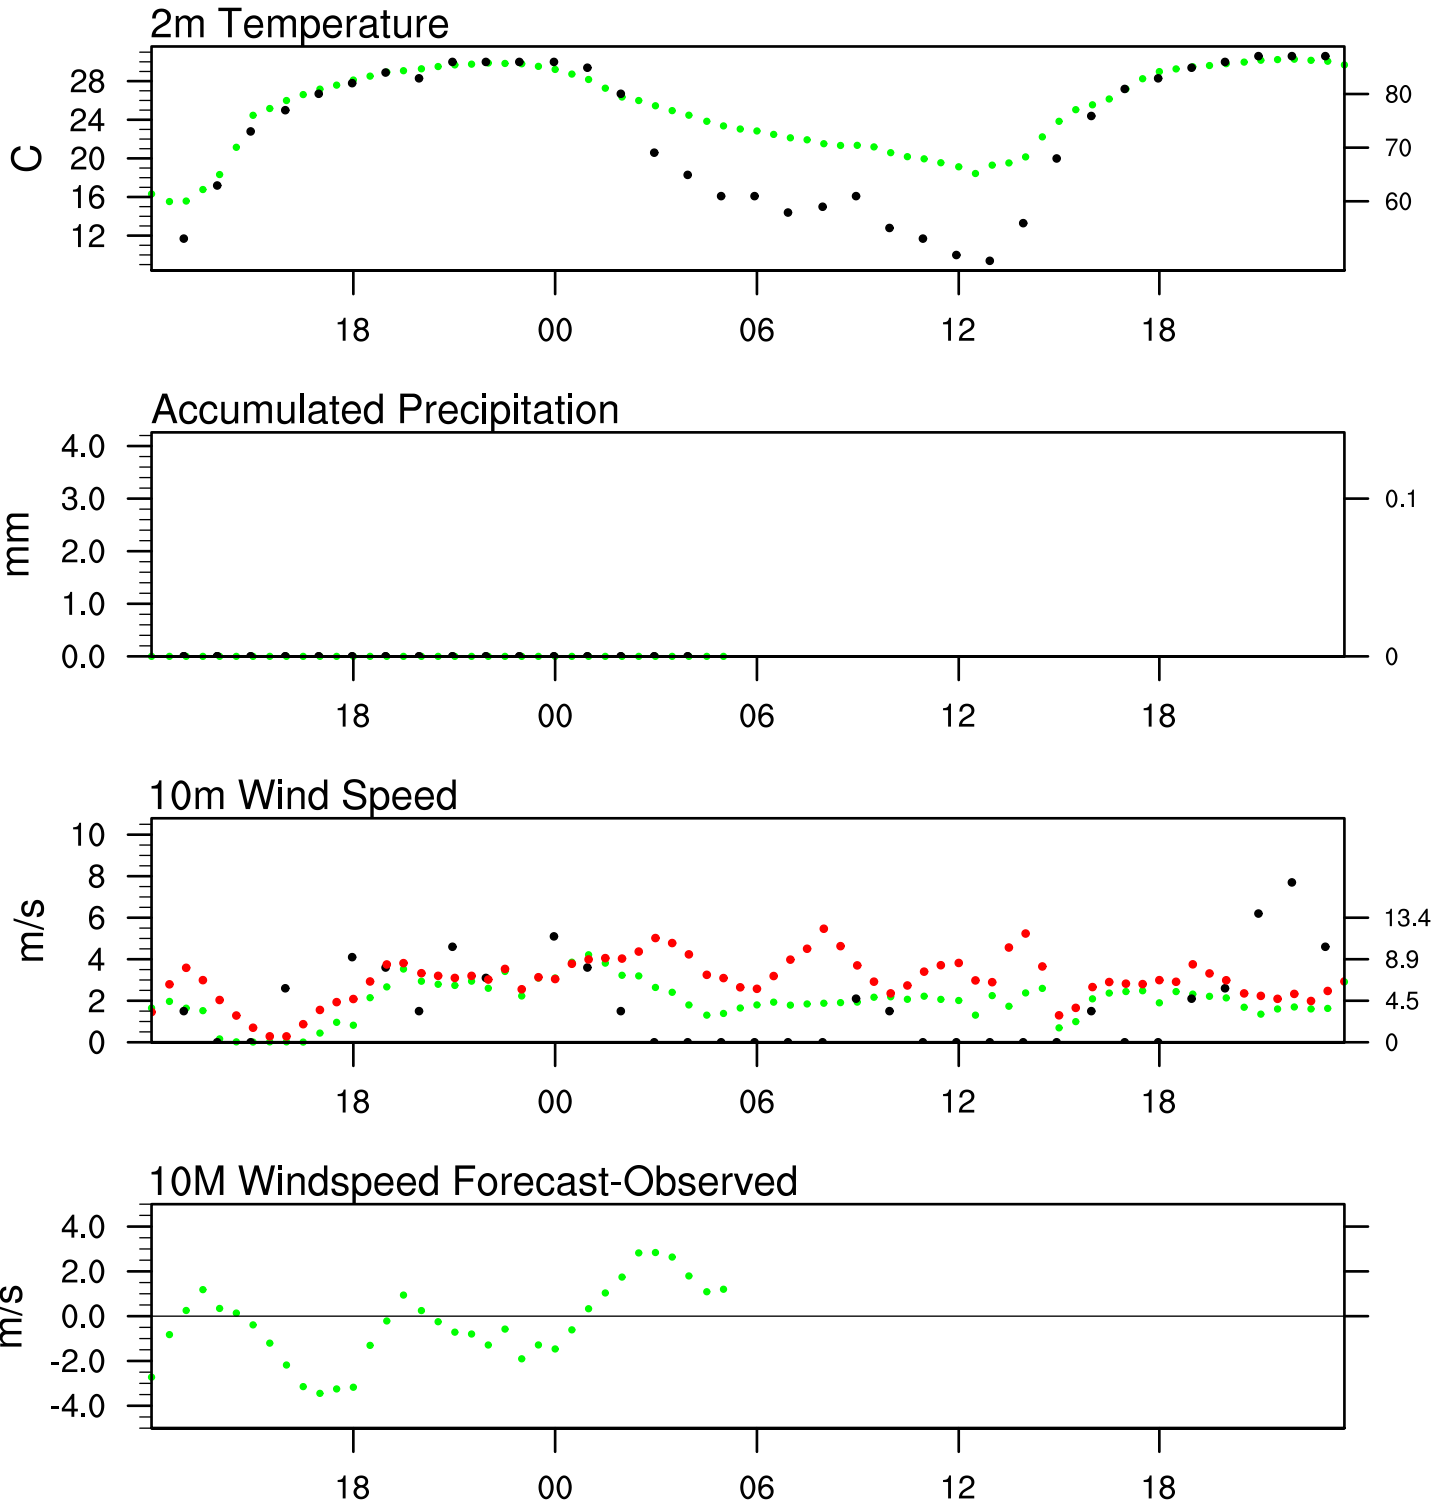 2m Temperature
C
28
24
20
16
12
80
70
60
18 00 06 12 18
Accumulated Precipitation
mm
4.0
3.0
2.0
1.0
0.0
0.1
0
18 00 06 12 18
10m Wind Speed
m/s
10
8
6
4
2
0
13.4
8.9
4.5
0
18 00 06 12 18
10M Windspeed Forecast-Observed
m/s
4.0
2.0
0.0
-2.0
-4.0
18 00 06 12 18